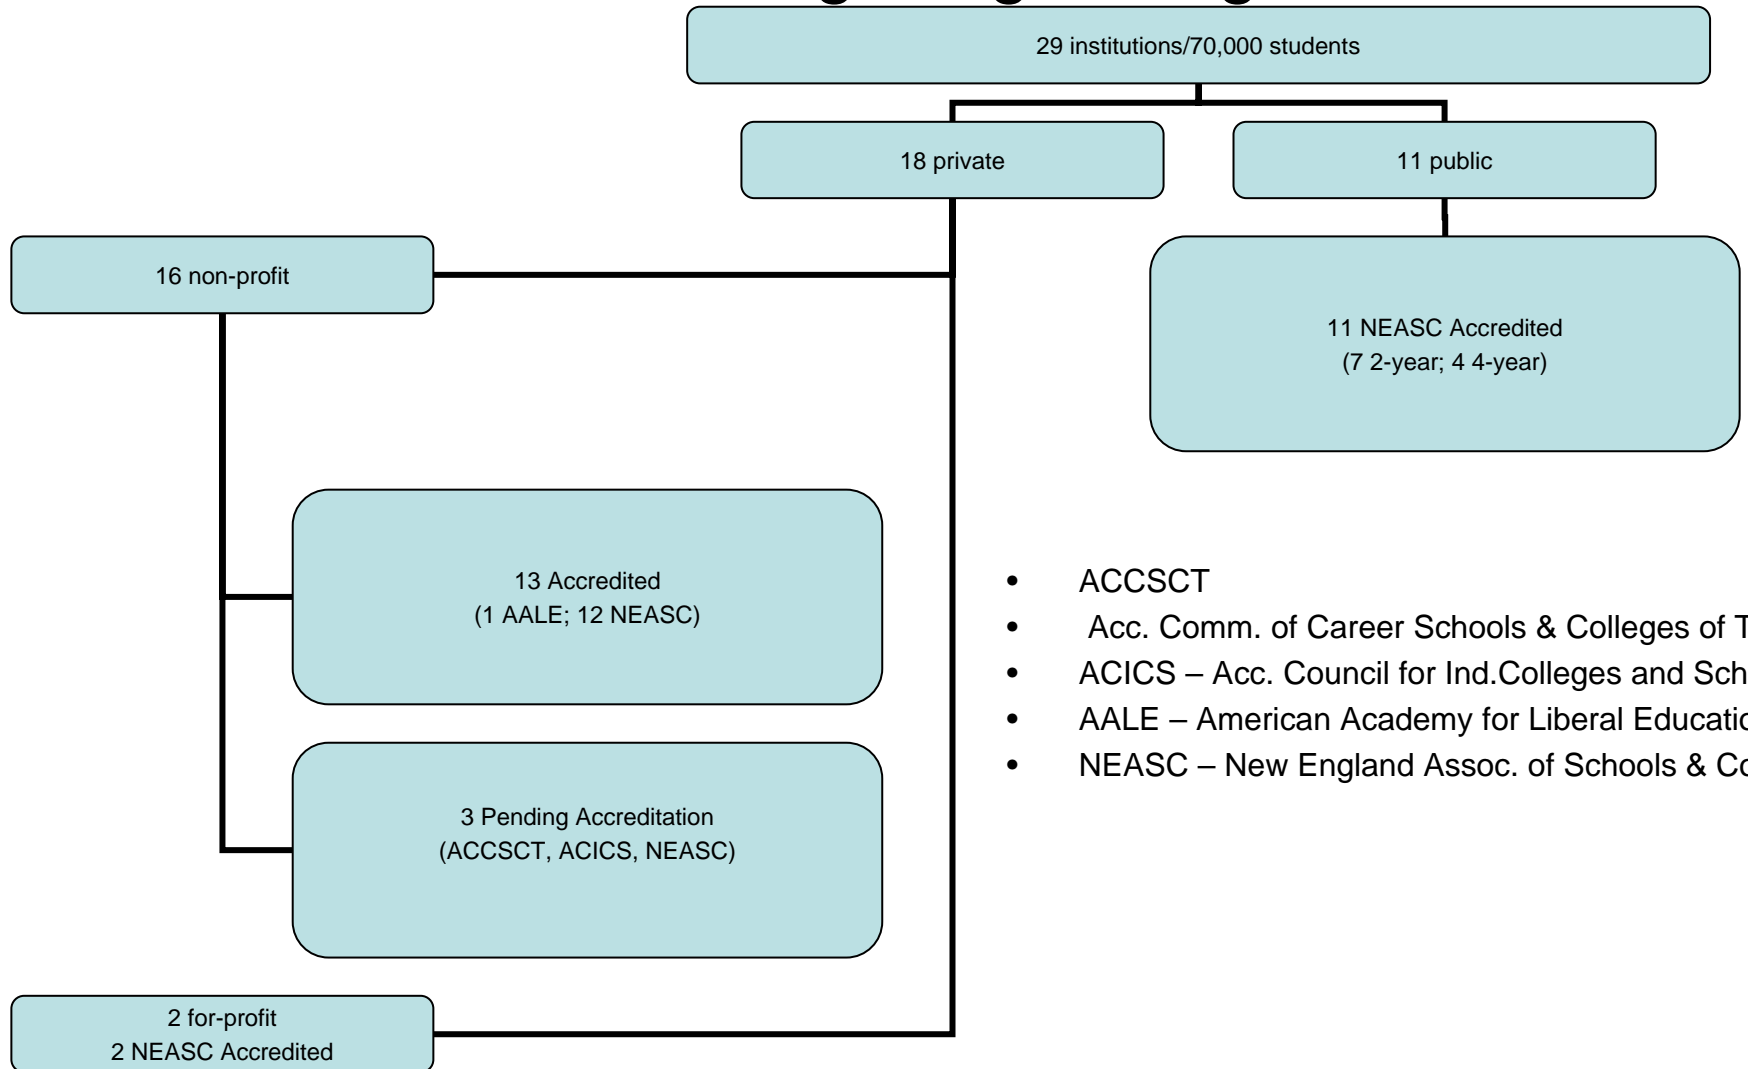 29 institutions/70,000 students
18 private
11 public
16 non-profit
11 NEASC Accredited
(7 2-year; 4 4-year)
13 Accredited
(1 AALE; 12 NEASC)
3 Pending Accreditation
(ACCSCT, ACICS, NEASC)
2 for-profit
2 NEASC Accredited
• ACCSCT
• Acc. Comm. of Career Schools & Colleges of
• ACICS – Acc. Council for Ind.Colleges and
• AALE – American Academy for Liberal
• NEASC – New England Assoc. of Schools &